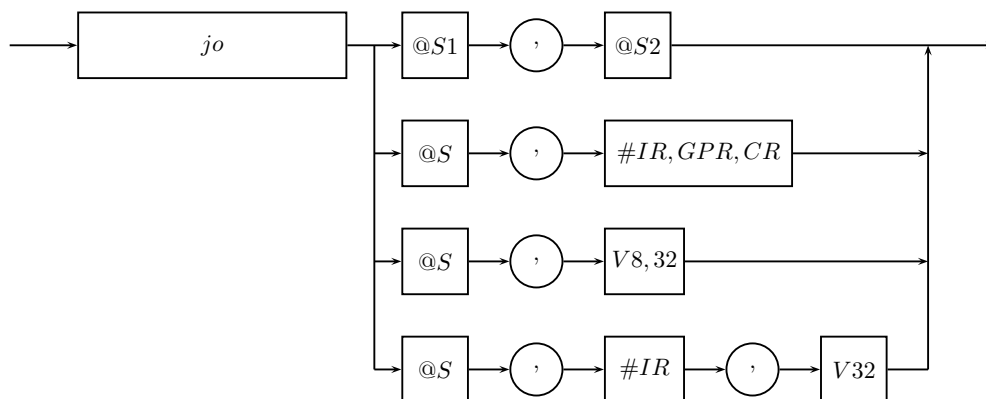 jo @S1 , @S2
@S , #IR, GPR, CR
@S , V8, 32
@S , #IR , V32